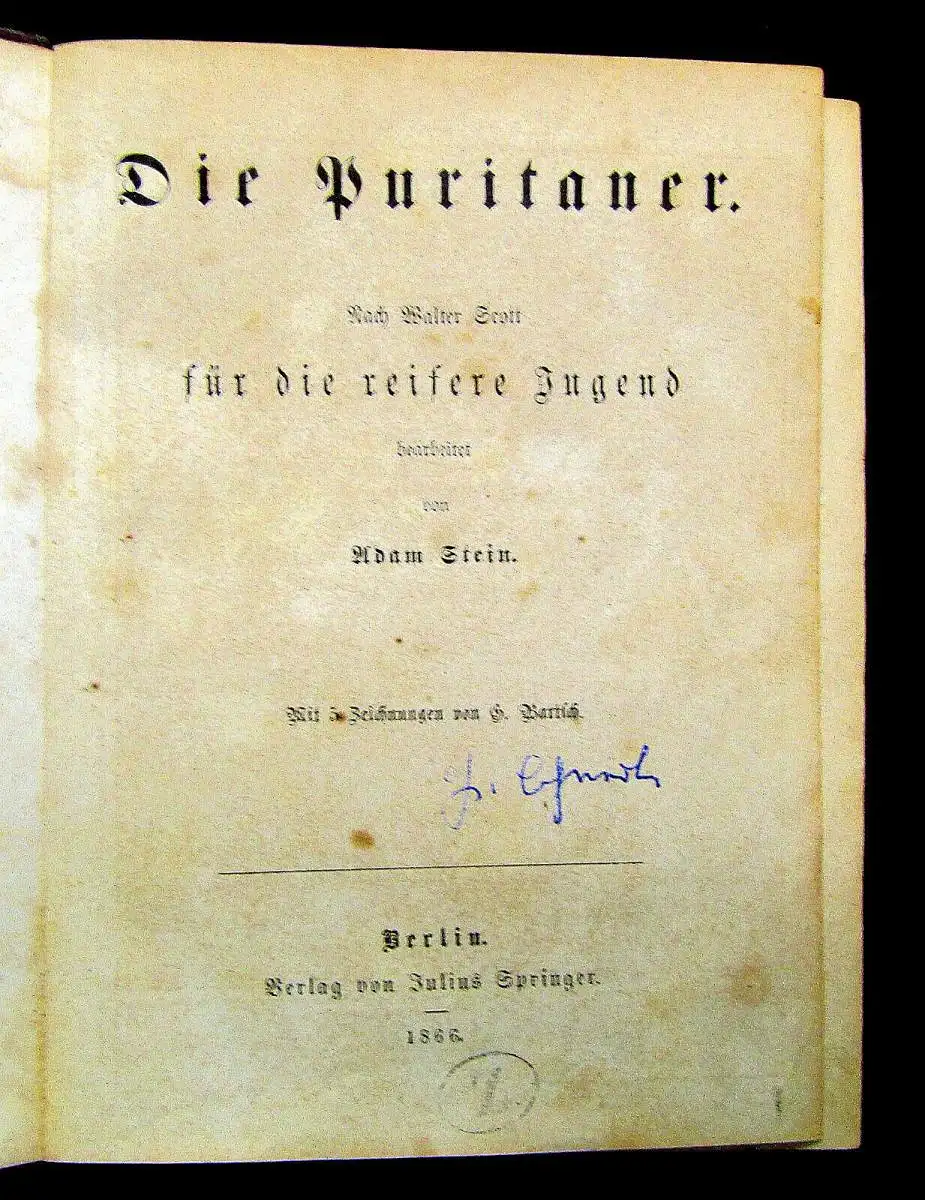 Die Puritaner.
Nach Walter Scott
für die reifere Jugend
bearbeitet
von
Adam Stein.
Mit 5 Zeichnungen von G. Bartsch.
Berlin.
Verlag von Julius Springer.
1866.